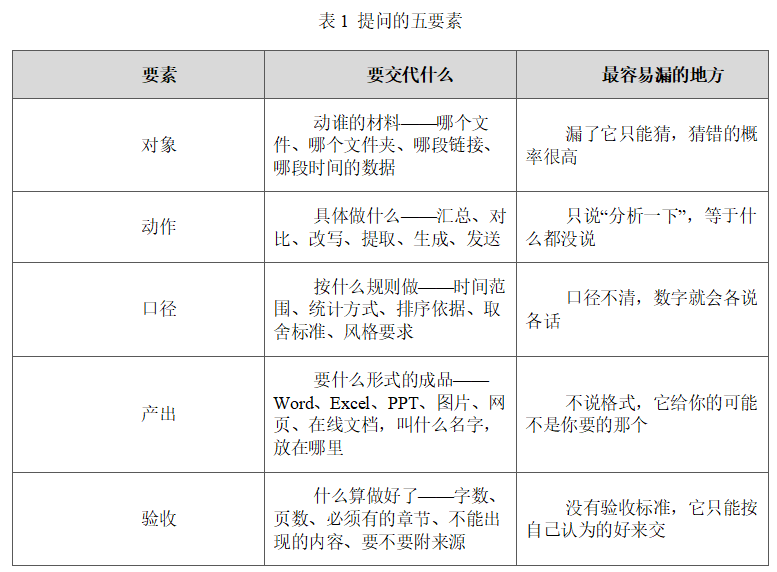 表 1 提问的五要素
要素
要交代什么
最容易漏的地方
对象
动谁的材料——哪个文
件、哪个文件夹、哪段链接、
哪段时间的数据
漏了它只能猜，猜错的概
率很高
动作
具体做什么——汇总、对
比、改写、提取、生成、发送
只说“分析一下”，等于什
么都没说
口径
按什么规则做——时间范
围、统计方式、排序依据、取
舍标准、风格要求
口径不清，数字就会各说
各话
产出
要什么形式的成品——
Word、Excel、PPT、图片、网
页、在线文档，叫什么名字，
放在哪里
不说格式，它给你的可能
不是你要的那个
验收
什么算做好了——字数、
页数、必须有的章节、不能出
现的内容、要不要附来源
没有验收标准，它只能按
自己认为的好来交